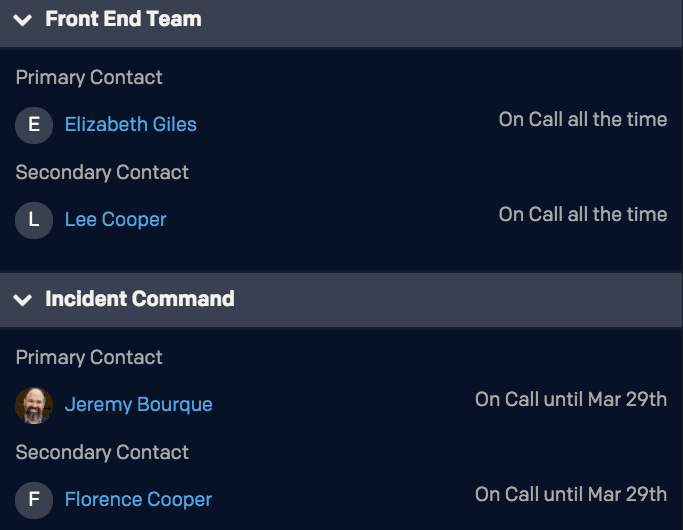 Front End Team
Primary Contact
E Elizabeth Giles On Call all the time
Secondary Contact
L Lee Cooper On Call all the time
Incident Command
Primary Contact
Jeremy Bourque On Call until Mar 29th
Secondary Contact
F Florence Cooper On Call until Mar 29th